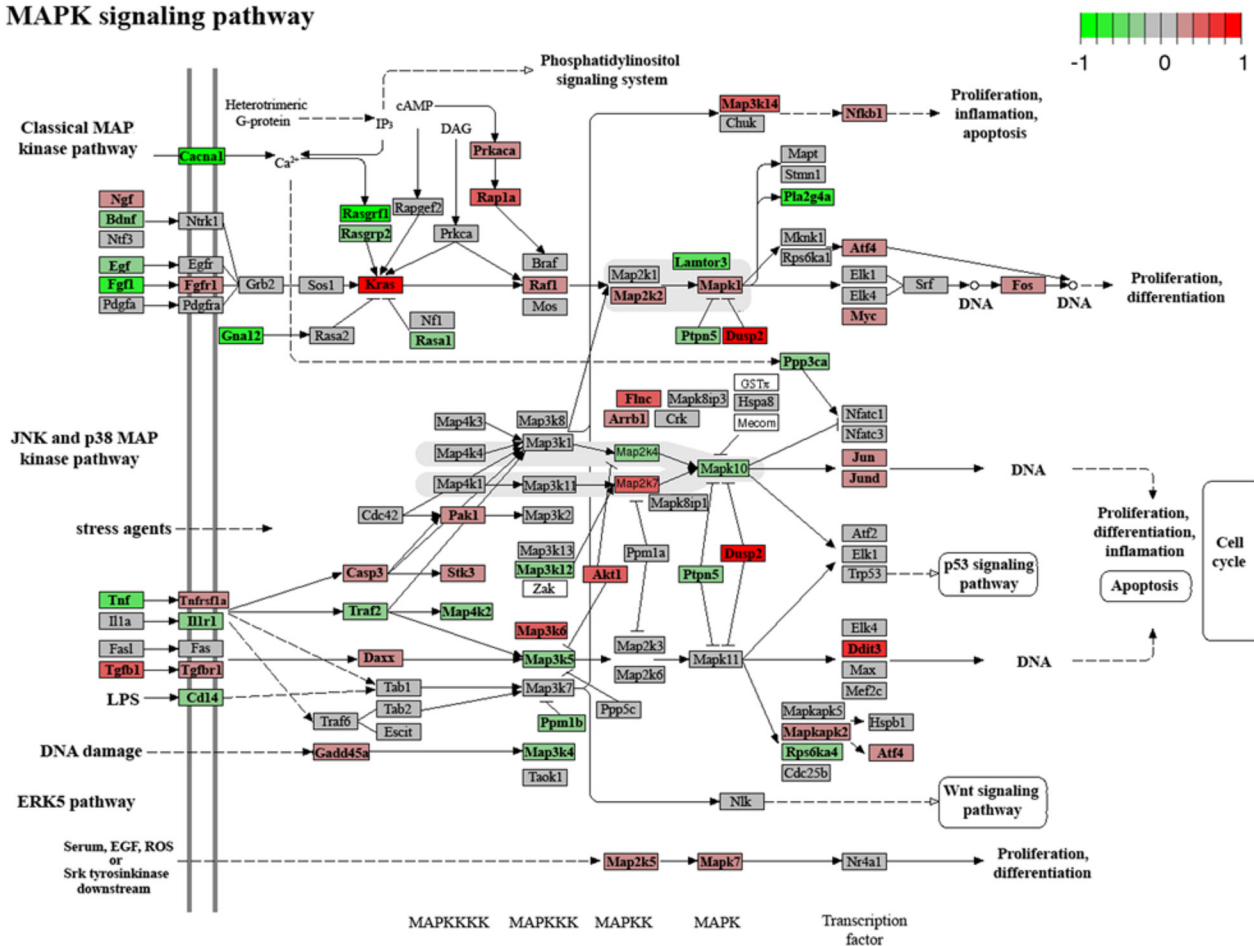 MAPK signaling pathway
-1 0 1
Phosphatidylinositol
signaling system
Heterotrimeric
G-protein
IP3
cAMP
DAG
Classical MAP
kinase pathway
Cacna1
Ca2+
Prkaca
Map3k14
Chuk
Nfkb1
Proliferation,
inflamation,
apoptosis
Ngf
Bdnf
Ntf3
Ntrk1
Rasgrf1
Rasgrp2
Rapgef2
Rap1a
Prkca
Mapt
Stmn1
Pla2g4a
Egf
Fgf1
Pdgfa
Egfr
Fgfr1
Pdgfra
Grb2
Sos1
Kras
Braf
Raf1
Mos
Map2k1
Map2k2
Lamtor3
Mapk1
Mknk1
Rps6ka1
Atf4
Elk1
Elk4
Myc
Srf
DNA
Fos
DNA
Proliferation,
differentiation
Gna12
Rasa2
Nf1
Rasa1
Ptpn5
Dusp2
Ppp3ca
JNK and p38 MAP
kinase pathway
Map4k3
Map4k4
Map4k1
Map3k8
Map3k1
Map3k11
Flnc
Arrb1
Mapk8ip3
Crk
GSTπ
Hspa8
Mecom
Map2k4
Map2k7
Mapk10
Mapk8ip1
Nfatc1
Nfatc3
Jun
Jund
DNA
Proliferation,
differentiation,
inflamation
Cell
cycle
stress agents
Cdc42
Pak1
Map3k2
Map3k13
Map3k12
Zak
Ppm1a
Akt1
Ptpn5
Dusp2
Atf2
Elk1
Trp53
p53 signaling
pathway
Apoptosis
Casp3
Stk3
Tnf
Il1a
Tnfrsf1a
Il1r1
Traf2
Map4k2
Fasl
Tgfb1
Fas
Tgfbr1
Daxx
Map3k6
Map3k5
Map2k3
Map2k6
Mapk11
Elk4
Ddit3
Max
Mef2c
DNA
LPS
Cd14
Tab1
Tab2
Traf6
Escit
Map3k7
Ppm1b
Ppp5c
Mapkapk5
Mapkapk2
Rps6ka4
Cdc25b
Hspb1
Atf4
DNA damage
Gadd45a
Map3k4
Taok1
ERK5 pathway
Nlk
Wnt signaling
pathway
Serum, EGF, ROS
or
Srk tyrosinkinase
downstream
Map2k5
Mapk7
Nr4a1
Proliferation,
differentiation
MAPKKKK
MAPKKK
MAPKK
MAPK
Transcription
factor